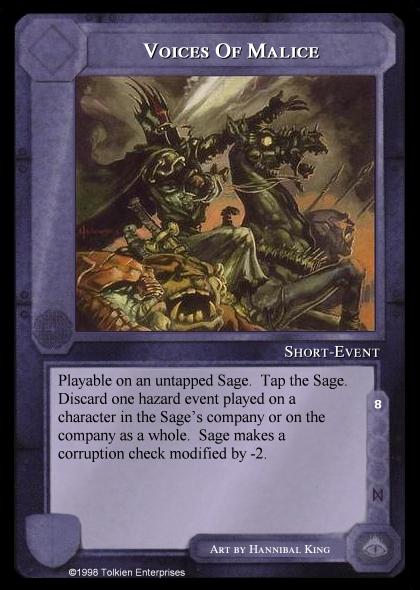 VOICES OF MALICE
SHORT-EVENT
Playable on an untapped Sage. Tap the Sage.
Discard one hazard event played on a
character in the Sage's company or on the
company as a whole. Sage makes a
corruption check modified by -2.
8
ART BY HANNIBAL KING
©1998 Tolkien Enterprises